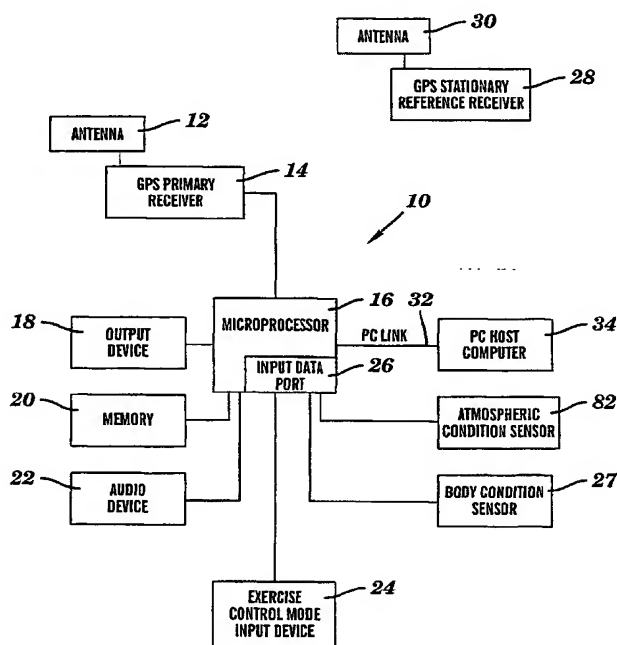 ANTENNA
30
GPS STATIONARY
REFERENCE RECEIVER
28
ANTENNA
12
GPS PRIMARY
RECEIVER
14
10
MICROPROCESSOR
16
INPUT DATA
PORT
26
18
OUTPUT
DEVICE
PC LINK
32
PC HOST
COMPUTER
34
20
MEMORY
ATMOSPHERIC
CONDITION SENSOR
82
22
AUDIO
DEVICE
BODY CONDITION
SENSOR
27
EXERCISE
CONTROL MODE
INPUT DEVICE
24